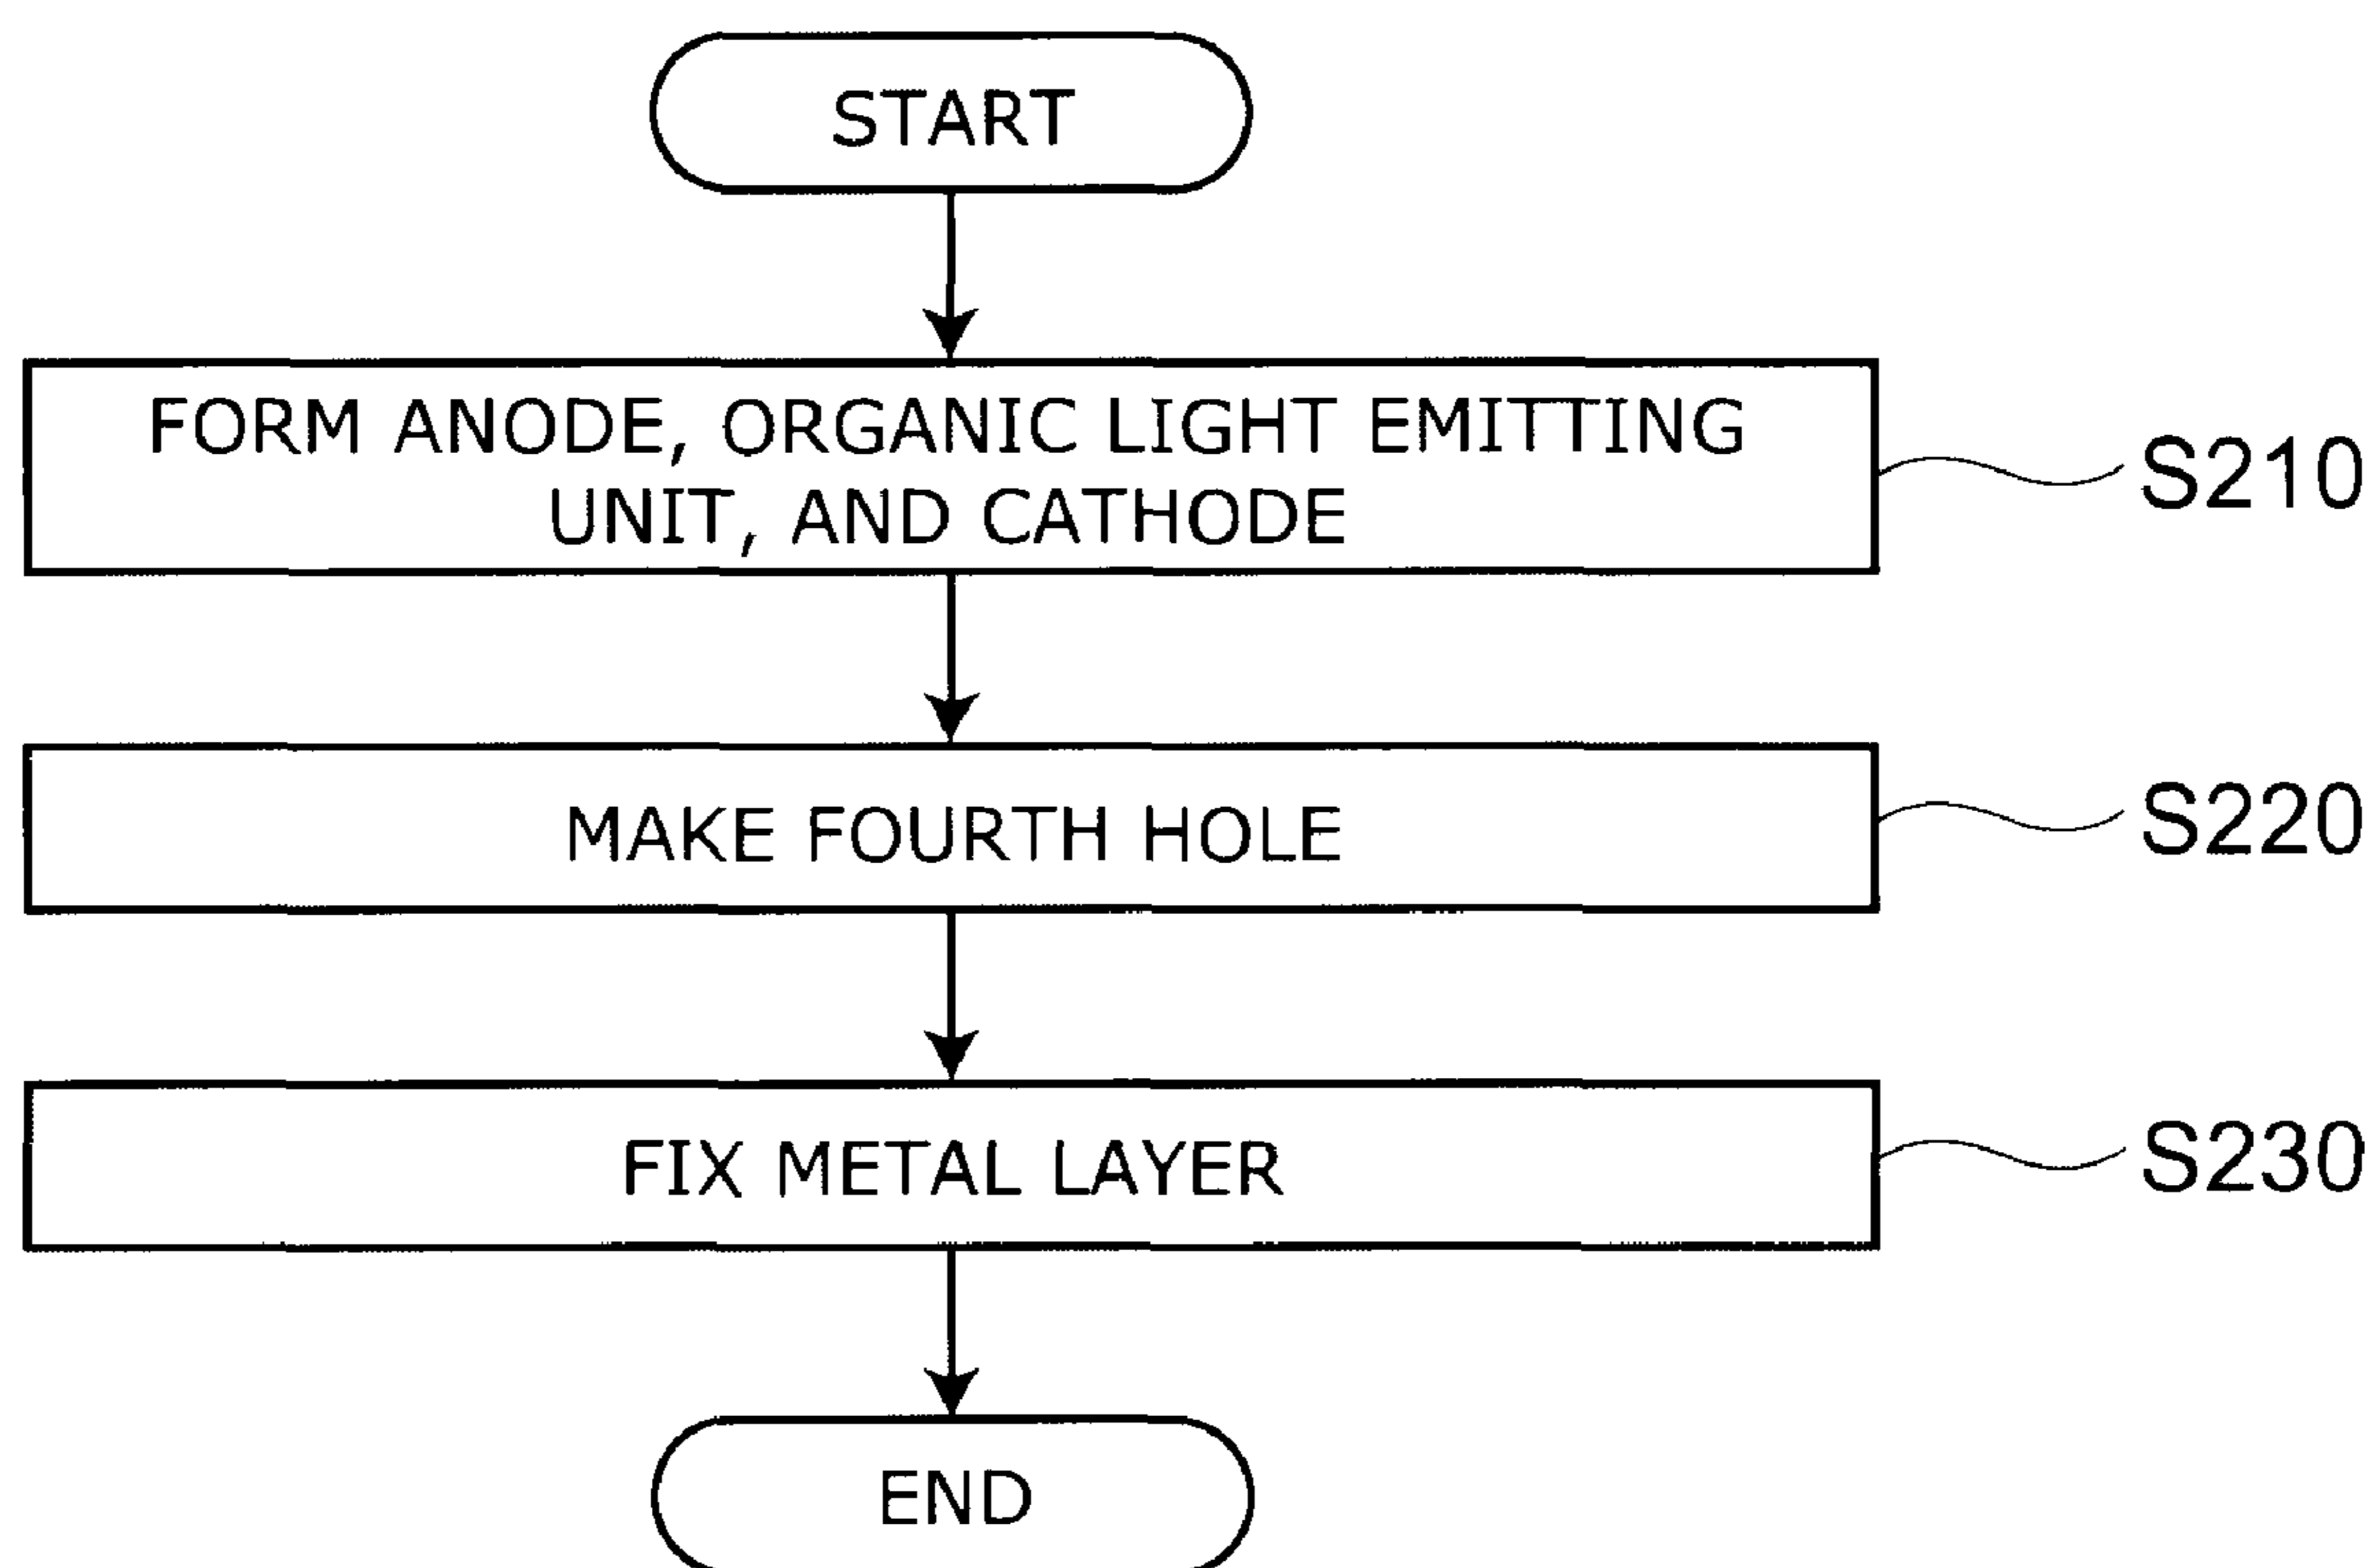 START
FORM ANODE, ORGANIC LIGHT EMITTING
UNIT, AND CATHODE
S210
MAKE FOURTH HOLE
S220
FIX METAL LAYER
S230
END